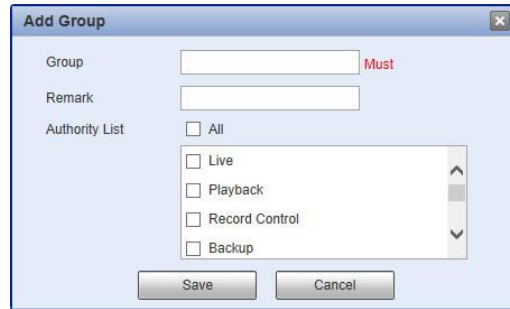 Add Group
Group Must
Remark
Authority List All
Live
Playback
Record Control
Backup
Save Cancel